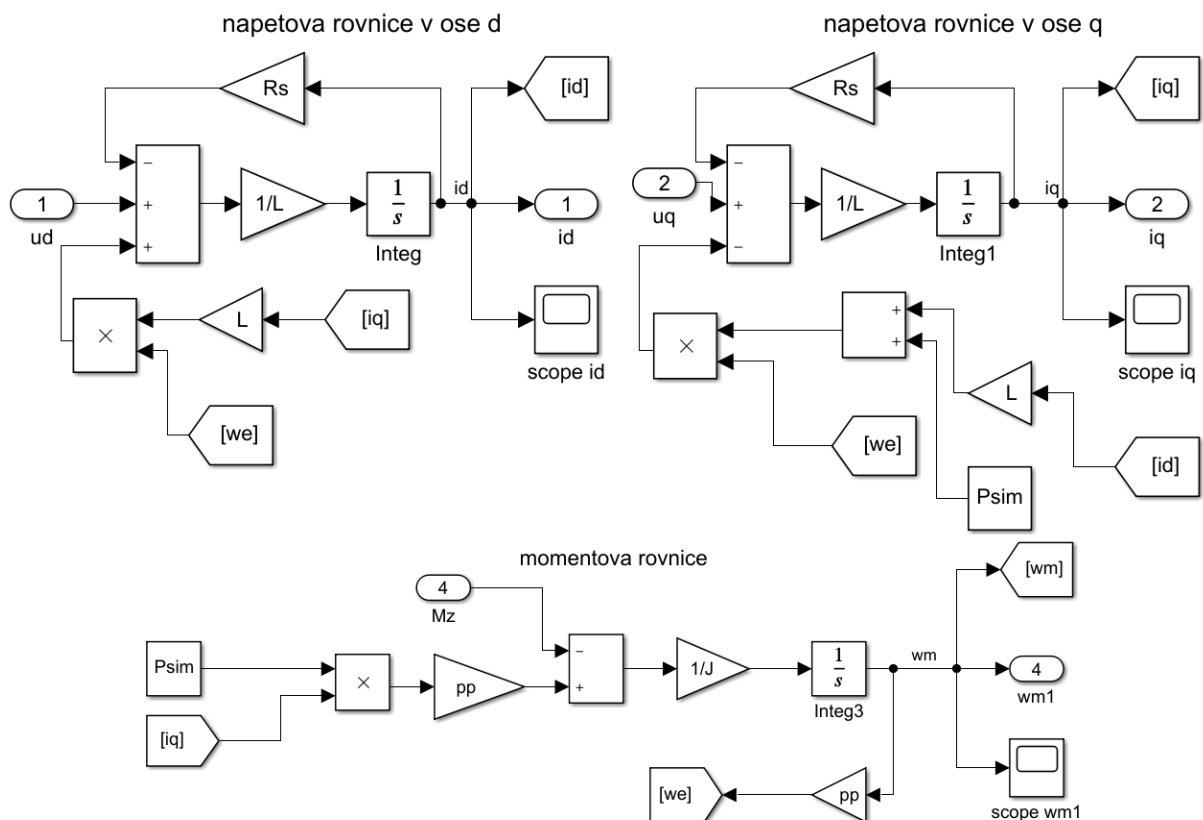 napetova rovnice v ose d
Rs
[id]
−
1
+
1/L
1
s
id
1
ud
+
Integ
id
×
L
[iq]
scope id
[we]
napetova rovnice v ose q
Rs
[iq]
−
2
+
1/L
1
s
iq
2
uq
−
Integ1
iq
×
+
+
scope iq
L
[we]
[id]
Psim
momentova rovnice
[wm]
4
Mz
−
Psim
×
pp
+
1/J
1
s
wm
4
Integ3
wm1
[iq]
[we]
pp
scope wm1